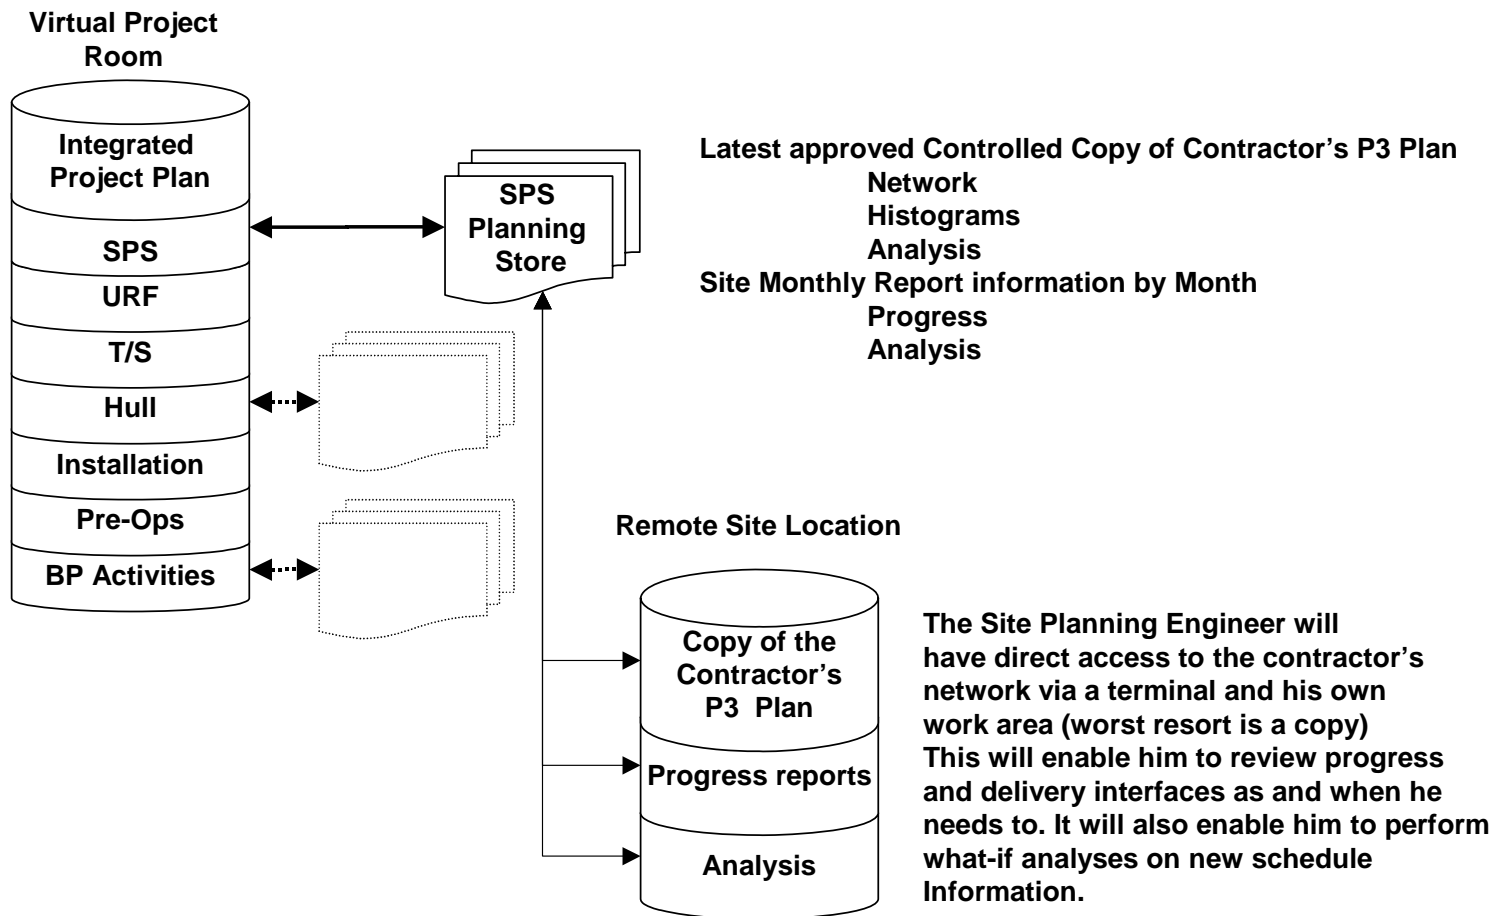 Virtual Project
Room
Integrated
Project Plan
SPS
URF
T/S
Hull
Installation
Pre-Ops
BP Activities
SPS
Planning
Store
Latest approved Controlled Copy of Contractor’s P3 Plan
Network
Histograms
Analysis
Site Monthly Report information by Month
Progress
Analysis
Remote Site Location
Copy of the
Contractor’s
P3 Plan
Progress reports
Analysis
The Site Planning Engineer will
have direct access to the contractor’s
network via a terminal and his own
work area (worst resort is a copy)
This will enable him to review progress
and delivery interfaces as and when he
needs to. It will also enable him to perform
what-if analyses on new schedule
Information.